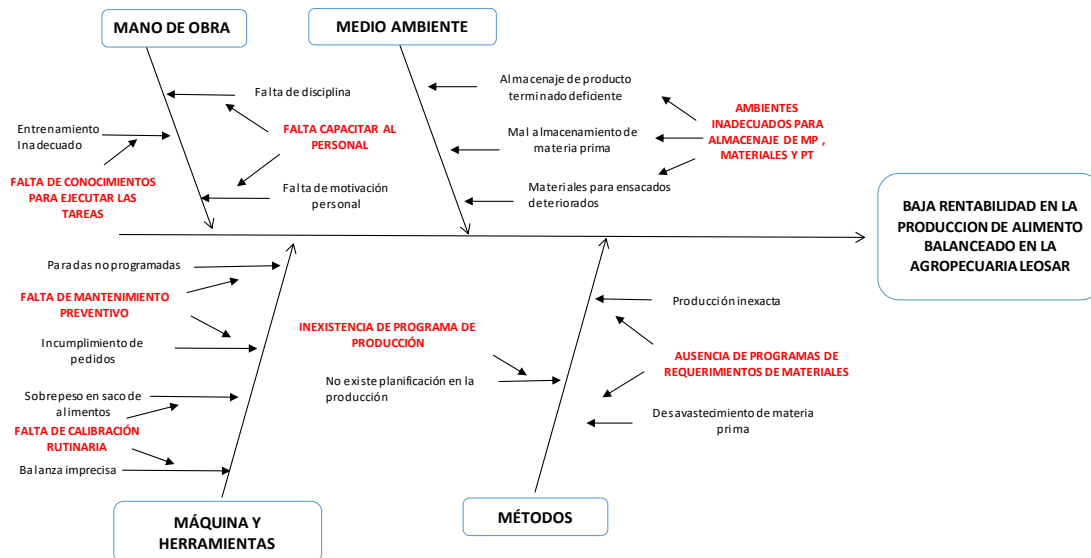 MANO DE OBRA
MEDIO AMBIENTE
Falta de disciplina
Entrenamiento
Inadecuado
FALTA CAPACITAR AL
PERSONAL
FALTA DE CONOCIMIENTOS
PARA EJECUTAR LAS
TAREAS
Falta de motivación
personal
Almacenaje de producto
terminado deficiente
Mal almacenamiento de
materia prima
Materiales para ensacados
deteriorados
AMBIENTES
INADECUADOS PARA
ALMACENAJE DE MP ,
MATERIALES Y PT
BAJA RENTABILIDAD EN LA
PRODUCCION DE ALIMENTO
BALANCEADO EN LA
AGROPECUARIA LEOSAR
Paradas no programadas
FALTA DE MANTENIMIENTO
PREVENTIVO
Incumplimiento de
pedidos
Sobrepeso en saco de
alimentos
FALTA DE CALIBRACIÓN
RUTINARIA
Balanza imprecisa
INEXISTENCIA DE PROGRAMA DE
PRODUCCIÓN
No existe planificación en la
producción
Producción inexacta
AUSENCIA DE PROGRAMAS DE
REQUERIMIENTOS DE MATERIALES
Desavastecimiento de materia
prima
MÁQUINA Y
HERRAMIENTAS
MÉTODOS